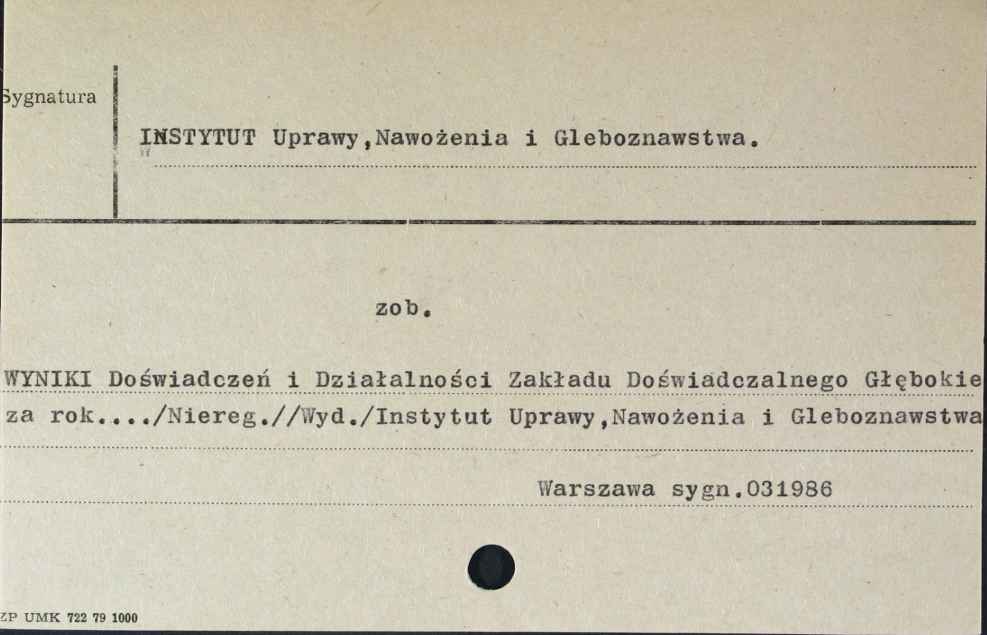 Sygnatura
INSTYTUT Uprawy,Nawożenia i Gleboznawstwa.
zob.
WYNIKI Doświadczeń i Działalności Zakładu Doświadczalnego Głębokie
za rok..../Niereg.//Wyd./Instytut Uprawy,Nawożenia i Gleboznawstwa
Warszawa sygn.031986
ZP UMK 722 79 1000